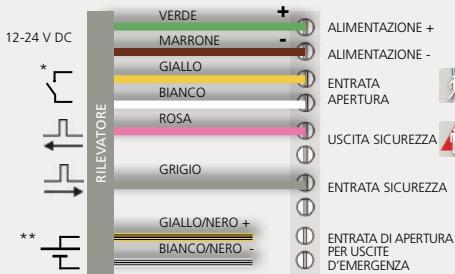 VERDE +
ALIMENTAZIONE +
12-24 V DC
MARRONE -
ALIMENTAZIONE -
GIALLO
*
ENTRATA
APERTURA
BIANCO
ROSA
USCITA SICUREZZA
RILEVATORE
GRIGIO
ENTRATA SICUREZZA
GIALLO/NERO +
**
BIANCO/NERO -
ENTRATA DI APERTURA
PER USCITE
D'EMERGENZA